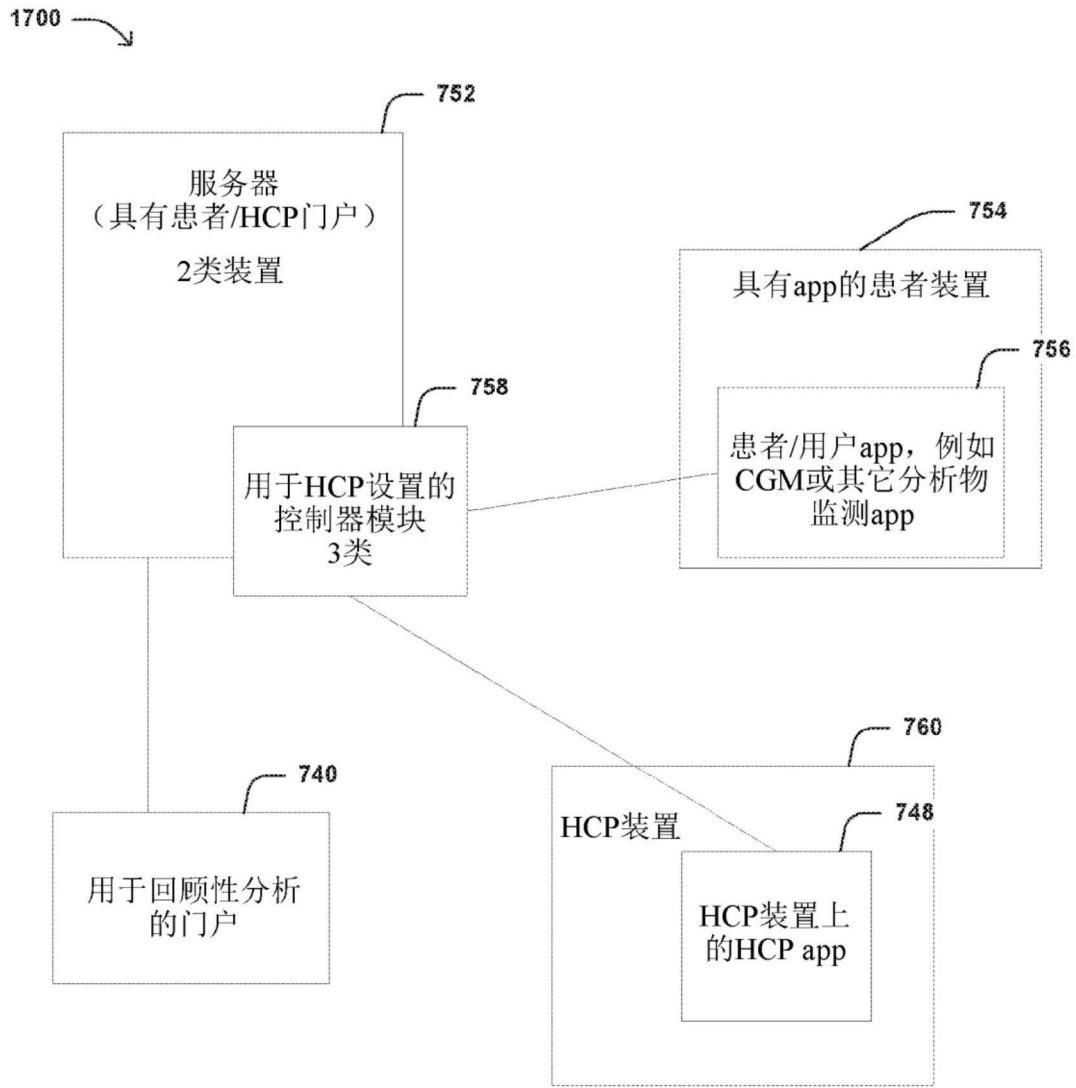 1700
752
服务器
（具有患者/HCP门户）
2类装置
754
具有app的患者装置
756
患者/用户app，例如
CGM或其它分析物
监测app
758
用于HCP设置的
控制器模块
3类
740
用于回顾性分析
的门户
760
HCP装置
748
HCP装置上
的HCP app